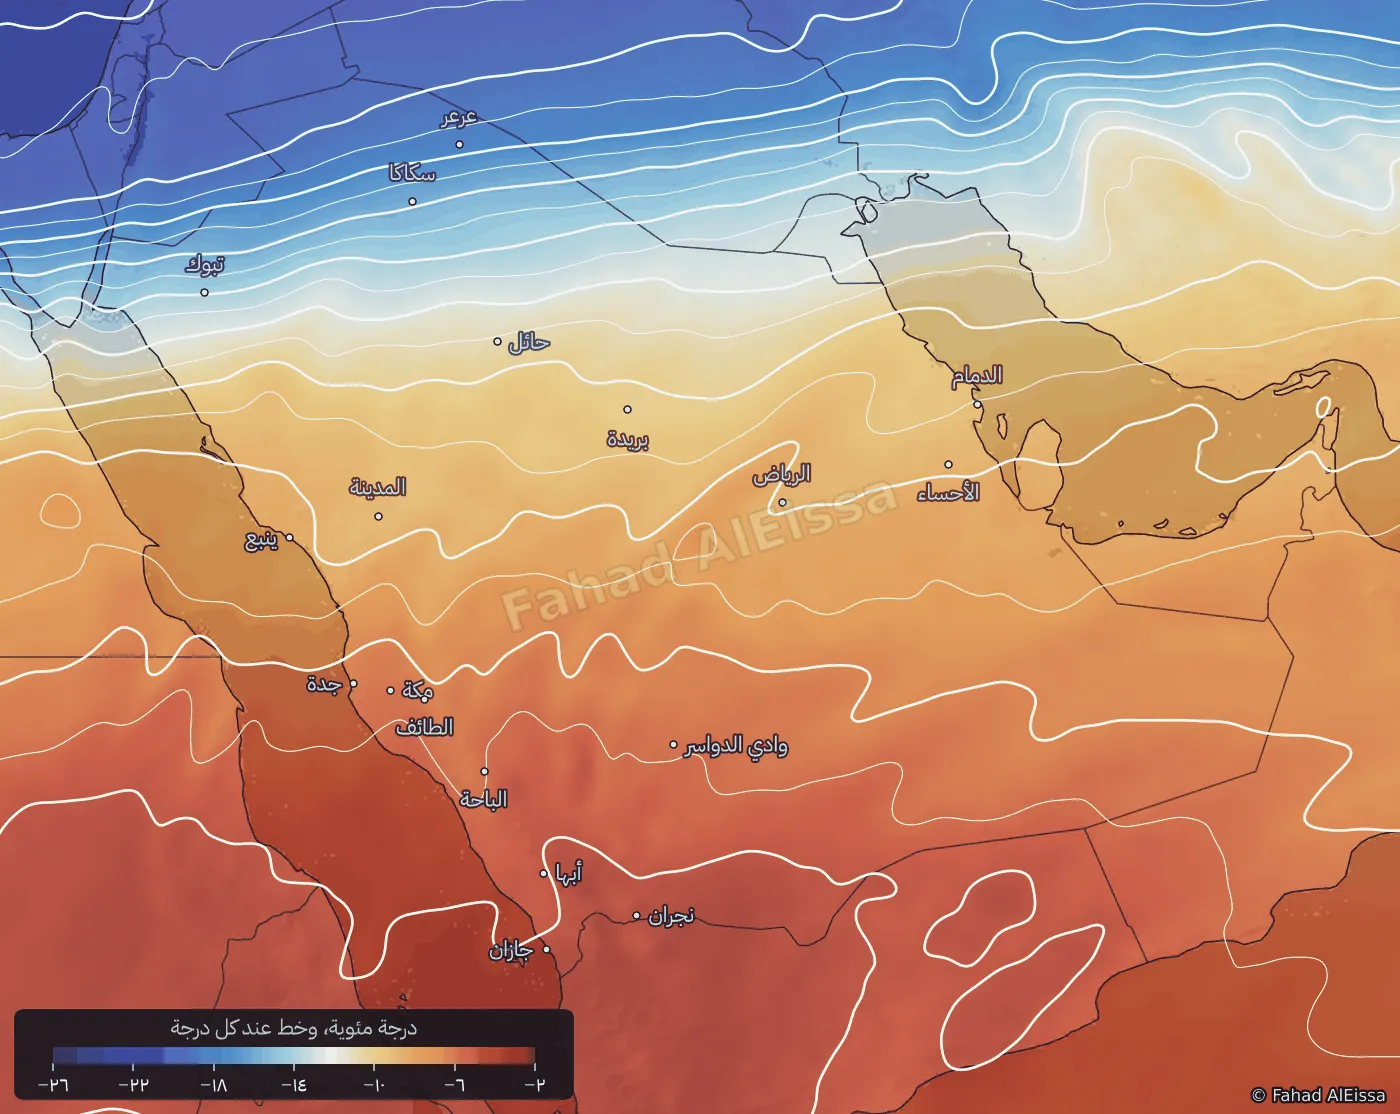 عرعر
سكاكا
تبوك
حائل
الدمام
بريدة
الرياض
المدينة
الأحساء
ينبع
Fahad AlEissa
جدة
مكة
الطائف
وادي الدواسر
الباحة
أبها
نجران
جازان
درجة مئوية، وخط عند كل درجة
−٢٦ −٢٢ −١٨ −١٤ −١٠ −٦ −٢
© Fahad AlEissa